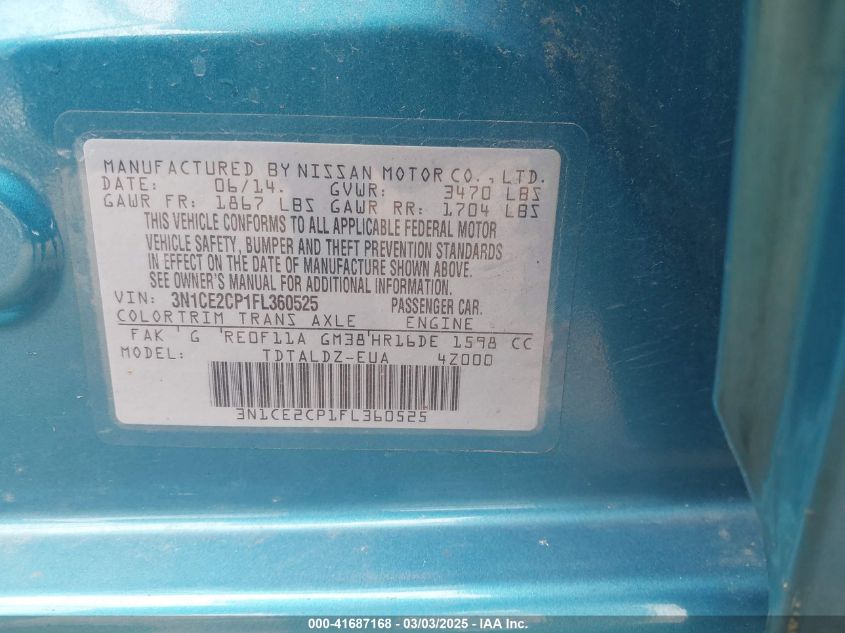 MANUFACTURED BY NISSAN MOTOR CO., LTD.
DATE: 06/14. GVWR: 3470 LBS
GAWR FR: 1867 LBS GAWR RR: 1704 LBS
THIS VEHICLE CONFORMS TO ALL APPLICABLE FEDERAL MOTOR
VEHICLE SAFETY, BUMPER AND THEFT PREVENTION STANDARDS
IN EFFECT ON THE DATE OF MANUFACTURE SHOWN ABOVE.
SEE OWNER'S MANUAL FOR ADDITIONAL INFORMATION.
VIN: 3N1CE2CP1FL360525 PASSENGER CAR.
COLOR TRIM TRANS AXLE ENGINE
FAK ' G 'RE0F11A GM38'HR16DE 1598 CC
MODEL: TDTALDZ-EUA 4Z000
3N1CE2CP1FL360525
000-41687168 - 03/03/2025 - IAA Inc.